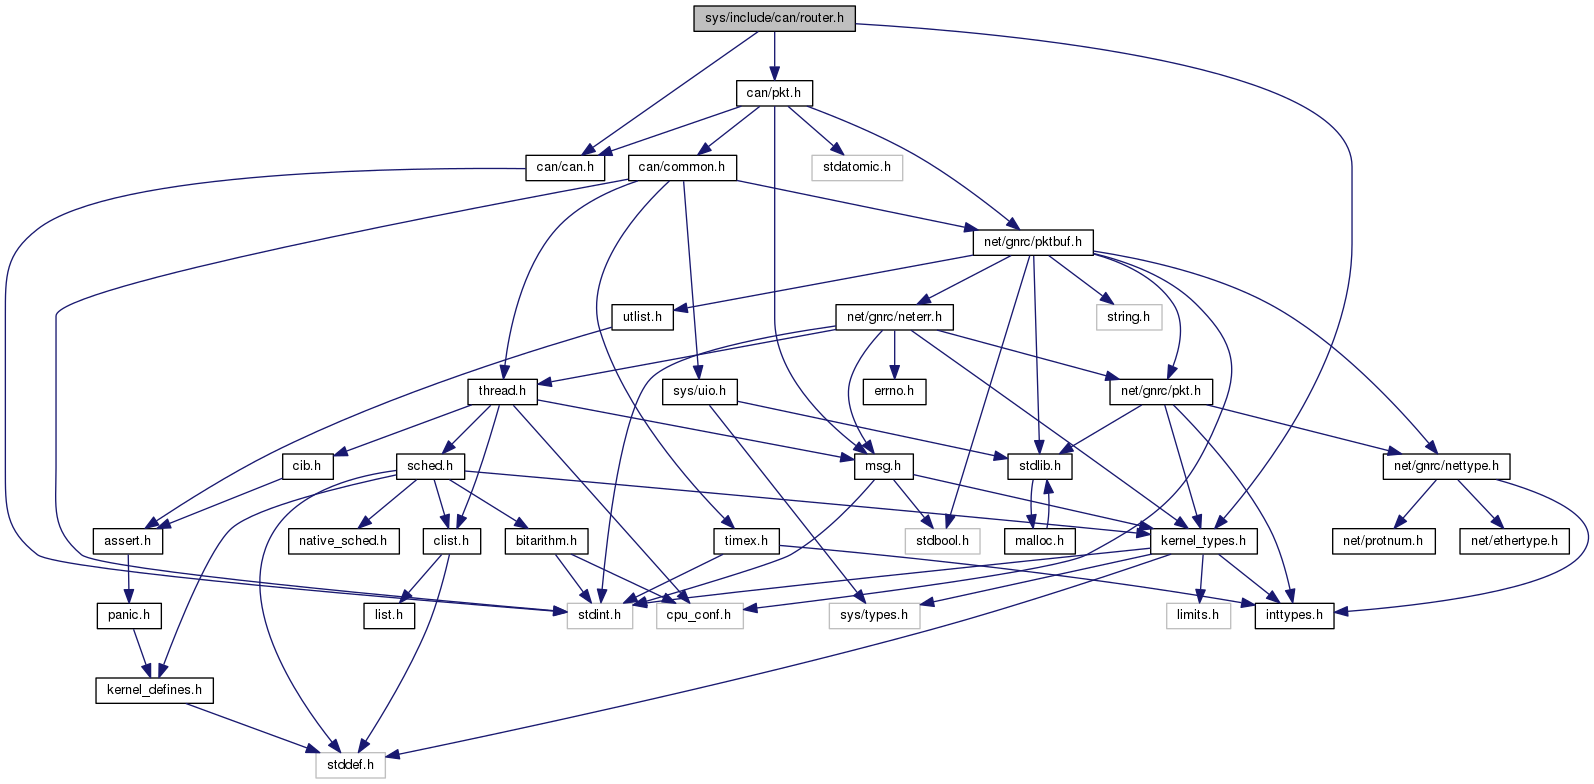 sys/include/can/router.h
can/pkt.h
can/can.h
can/common.h
stdatomic.h
net/gnrc/pktbuf.h
utlist.h
net/gnrc/neterr.h
string.h
thread.h
sys/uio.h
errno.h
net/gnrc/pkt.h
cib.h
sched.h
msg.h
stdlib.h
net/gnrc/nettype.h
assert.h
native_sched.h
clist.h
bitarithm.h
timex.h
stdbool.h
malloc.h
kernel_types.h
net/protnum.h
net/ethertype.h
panic.h
list.h
stdint.h
cpu_conf.h
sys/types.h
limits.h
inttypes.h
kernel_defines.h
stddef.h